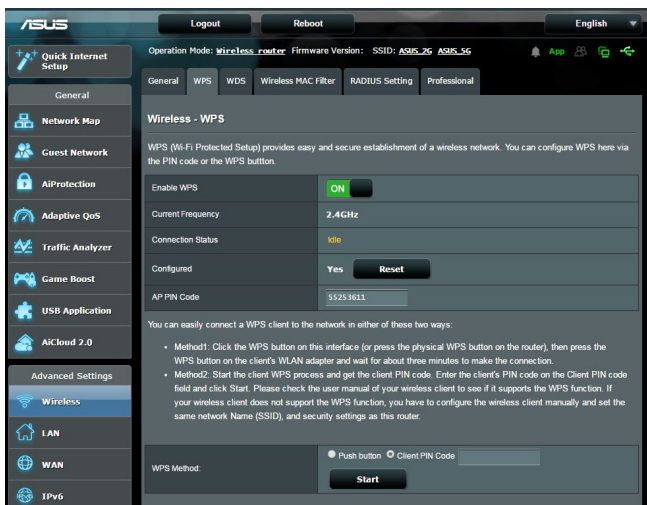 ASUS
Logout
Reboot
English
Quick Internet
Setup
Operation Mode: Wireless router Firmware Version: SSID: ASUS_2G ASUS_5G
App
General WPS WDS Wireless MAC Filter RADIUS Setting Professional
General
Network Map
Guest Network
AiProtection
Adaptive QoS
Traffic Analyzer
Game Boost
USB Application
AiCloud 2.0
Advanced Settings
Wireless
LAN
WAN
IPv6
Wireless - WPS
WPS (Wi-Fi Protected Setup) provides easy and secure establishment of a wireless network. You can configure WPS here via
the PIN code or the WPS buttton.
Enable WPS ON
Current Frequency 2.4GHz
Connection Status Idle
Configured Yes Reset
AP PIN Code 55253611
You can easily connect a WPS client to the network in either of these two ways:
• Method1: Click the WPS button on this interface (or press the physical WPS button on the router), then press the
WPS button on the client's WLAN adapter and wait for about three minutes to make the connection.
• Method2: Start the client WPS process and get the client PIN code. Enter the client's PIN code on the Client PIN code
field and click Start. Please check the user manual of your wireless client to see if it supports the WPS function. If
your wireless client does not support the WPS function, you have to configure the wireless client manually and set the
same network Name (SSID), and security settings as this router.
WPS Method: Push button Client PIN Code
Start